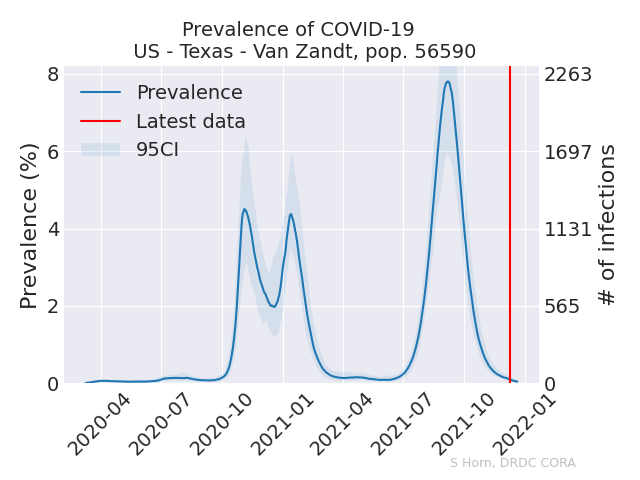 Prevalence of COVID-19
US - Texas - Van Zandt, pop. 56590
Prevalence
Latest data
95CI
Prevalence (%)
8
6
4
2
0
2263
1697
1131
565
0
# of infections
2020-04
2020-07
2020-10
2021-01
2021-04
2021-07
2021-10
2022-01
S Horn, DRDC CORA